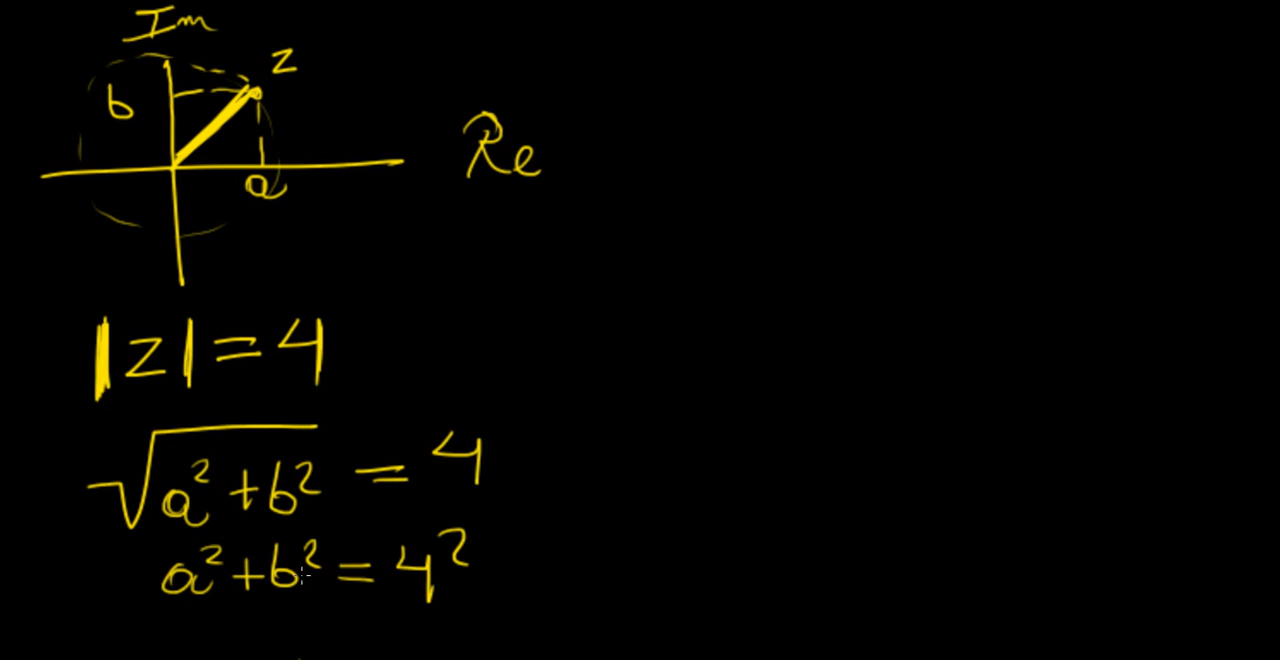 Im
z
b
Re
a
|z| = 4
√a² + b² = 4
a² + b² = 4²